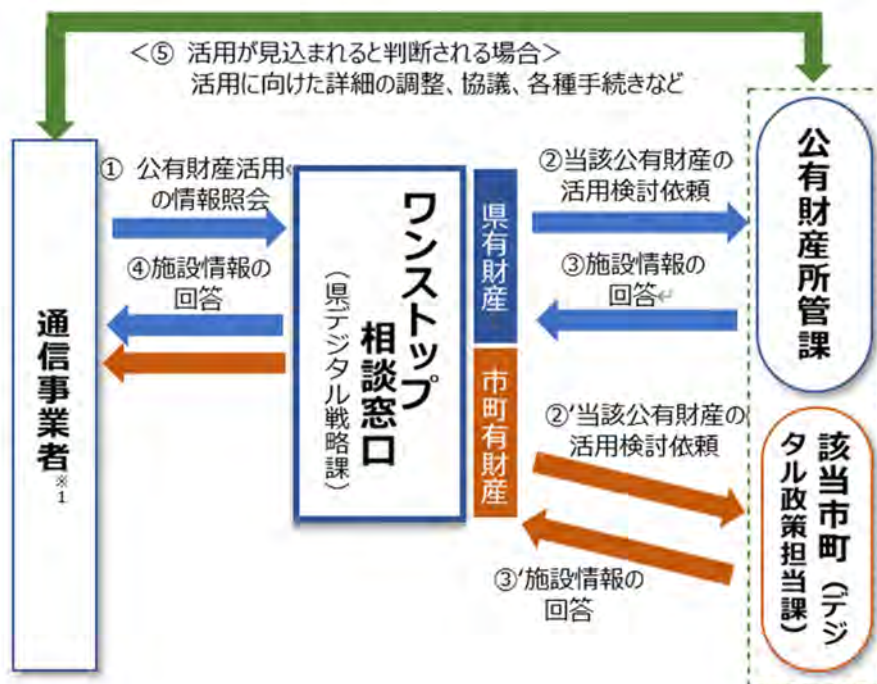 <⑤ 活用が見込まれると判断される場合>
活用に向けた詳細の調整、協議、各種手続きなど
通信事業者※1
① 公有財産活用
の情報照会
④施設情報の
回答
ワンストップ
相談窓口
（県デジタル戦略課）
県有財産
市町有財産
②当該公有財産の
活用検討依頼
③施設情報の
回答↵
②'当該公有財産の
活用検討依頼
③'施設情報の
回答
公有財産所管課
該当市町（デジ
タル政策担当課）